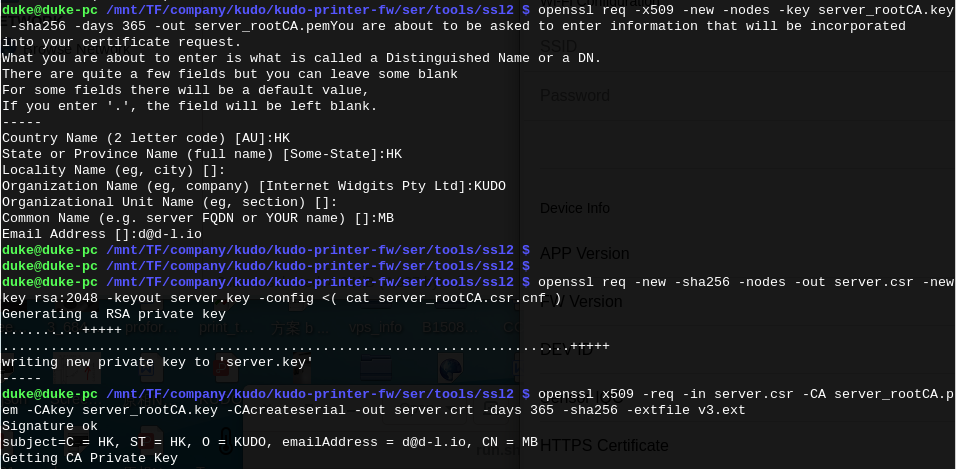 duke@duke-pc /mnt/TF/company/kudo/kudo-printer-fw/ser/tools/ssl2 $ openssl req -x509 -new -nodes -key server_rootCA.key
-sha256 -days 365 -out server_rootCA.pemYou are about to be asked to enter information that will be incorporated
into your certificate request.
What you are about to enter is what is called a Distinguished Name or a DN.
There are quite a few fields but you can leave some blank
For some fields there will be a default value,
If you enter '.', the field will be left blank.
-----
Country Name (2 letter code) [AU]:HK
State or Province Name (full name) [Some-State]:HK
Locality Name (eg, city) []:
Organization Name (eg, company) [Internet Widgits Pty Ltd]:KUDO
Organizational Unit Name (eg, section) []:
Common Name (e.g. server FQDN or YOUR name) []:MB
Email Address []:d@d-l.io
duke@duke-pc /mnt/TF/company/kudo/kudo-printer-fw/ser/tools/ssl2 $
duke@duke-pc /mnt/TF/company/kudo/kudo-printer-fw/ser/tools/ssl2 $
duke@duke-pc /mnt/TF/company/kudo/kudo-printer-fw/ser/tools/ssl2 $ openssl req -new -sha256 -nodes -out server.csr -new
key rsa:2048 -keyout server.key -config <( cat server_rootCA.csr.cnf )
Generating a RSA private key
..........+++++
.........................................................................+++++
writing new private key to 'server.key'
-----
duke@duke-pc /mnt/TF/company/kudo/kudo-printer-fw/ser/tools/ssl2 $ openssl x509 -req -in server.csr -CA server_rootCA.p
em -CAkey server_rootCA.key -CAcreateserial -out server.crt -days 365 -sha256 -extfile v3.ext
Signature ok
subject=C = HK, ST = HK, O = KUDO, emailAddress = d@d-l.io, CN = MB
Getting CA Private Key
SSID
Password
Device Info
APP Version
FW Version
DEV ID
HTTPS Certificate
print_t...
方案 b...
vps_info
B1608...